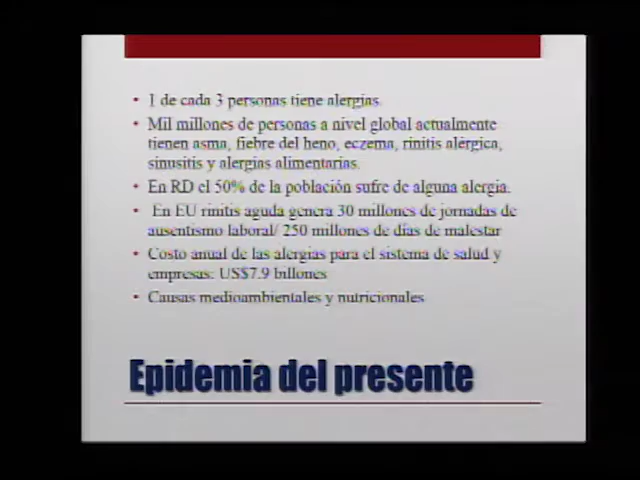 • 1 de cada 3 personas tiene alergias.
• Mil millones de personas a nivel global actualmente
tienen asma, fiebre del heno, eczema, rinitis alérgica,
sinusitis y alergias alimentarias.
• En RD el 50% de la población sufre de alguna alergia.
• En EU rinitis aguda genera 30 millones de jornadas de
ausentismo laboral/ 250 millones de días de malestar
• Costo anual de las alergias para el sistema de salud y
empresas: US$7.9 billones
• Causas medioambientales y nutricionales
Epidemia del presente